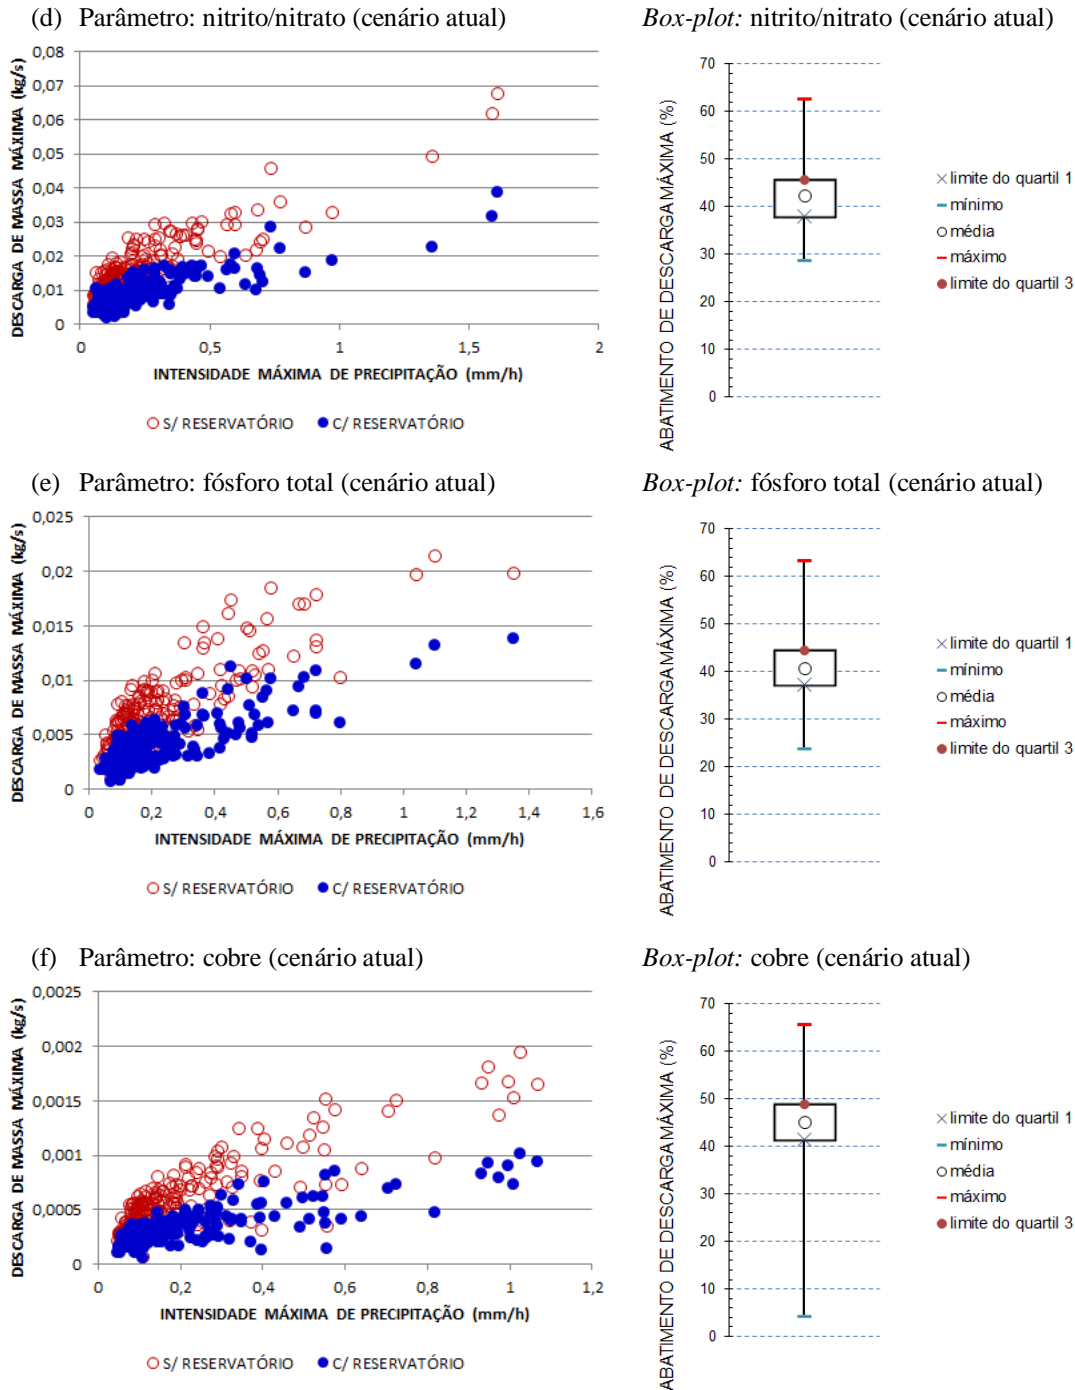 (d) Parâmetro: nitrito/nitrato (cenário atual)
Box-plot: nitrito/nitrato (cenário atual)
DESCARGA DE MASSA MÁXIMA (kg/s)
0,08
0,07
0,06
0,05
0,04
0,03
0,02
0,01
0
0 0,5 1 1,5 2
INTENSIDADE MÁXIMA DE PRECIPITAÇÃO (mm/h)
S/ RESERVATÓRIO C/ RESERVATÓRIO
ABATIMENTO DE DESCARGA MÁXIMA (%)
70
60
50
40
30
20
10
0
limite do quartil 1
mínimo
média
máximo
limite do quartil 3
(e) Parâmetro: fósforo total (cenário atual)
Box-plot: fósforo total (cenário atual)
DESCARGA DE MASSA MÁXIMA (kg/s)
0,025
0,02
0,015
0,01
0,005
0
0 0,2 0,4 0,6 0,8 1 1,2 1,4 1,6
INTENSIDADE MÁXIMA DE PRECIPITAÇÃO (mm/h)
S/ RESERVATÓRIO C/ RESERVATÓRIO
ABATIMENTO DE DESCARGA MÁXIMA (%)
70
60
50
40
30
20
10
0
limite do quartil 1
mínimo
média
máximo
limite do quartil 3
(f) Parâmetro: cobre (cenário atual)
Box-plot: cobre (cenário atual)
DESCARGA DE MASSA MÁXIMA (kg/s)
0,0025
0,002
0,0015
0,001
0,0005
0
0 0,2 0,4 0,6 0,8 1 1,2
INTENSIDADE MÁXIMA DE PRECIPITAÇÃO (mm/h)
S/ RESERVATÓRIO C/ RESERVATÓRIO
ABATIMENTO DE DESCARGA MÁXIMA (%)
70
60
50
40
30
20
10
0
limite do quartil 1
mínimo
média
máximo
limite do quartil 3